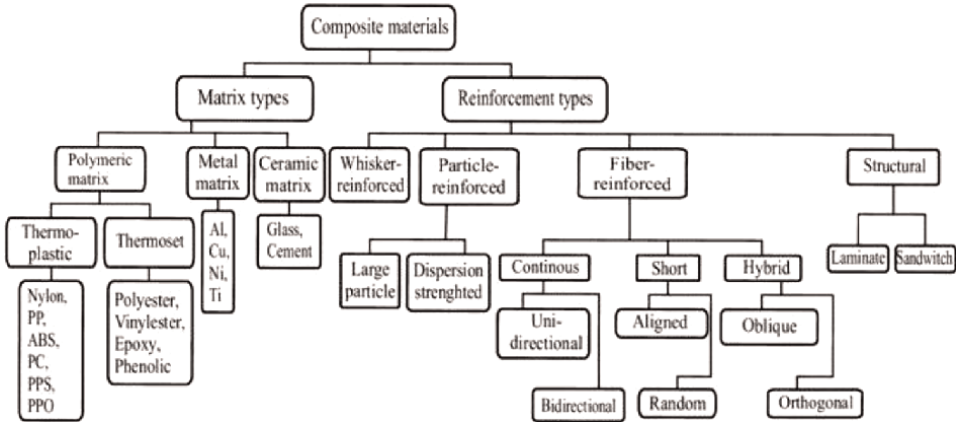 Composite materials
Matrix types
Reinforcement types
Polymeric
matrix
Metal
matrix
Ceramic
matrix
Whisker-
reinforced
Particle-
reinforced
Fiber-
reinforced
Structural
Thermo-
plastic
Thermoset
Al,
Cu,
Ni,
Ti
Glass,
Cement
Large
particle
Dispersion
strenghted
Continous
Short
Hybrid
Laminate
Sandwitch
Nylon,
PP,
ABS,
PC,
PPS,
PPO
Polyester,
Vinylester,
Epoxy,
Phenolic
Uni-
directional
Aligned
Oblique
Bidirectional
Random
Orthogonal